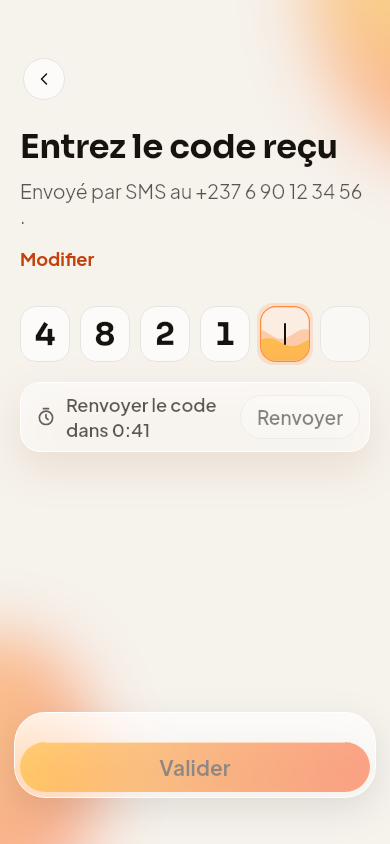 Entrez le code reçu
Envoyé par SMS au +237 6 90 12 34 56
.
Modifier
4 8 2 1
Renvoyer le code
dans 0:41
Renvoyer
Valider